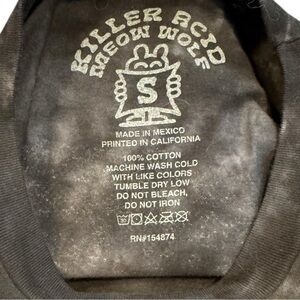 KILLER ACID
MEOW WOLF
S
MADE IN MEXICO
PRINTED IN CALIFORNIA
100% COTTON
MACHINE WASH COLD
WITH LIKE COLORS
TUMBLE DRY LOW
DO NOT BLEACH,
DO NOT IRON
RN#154874